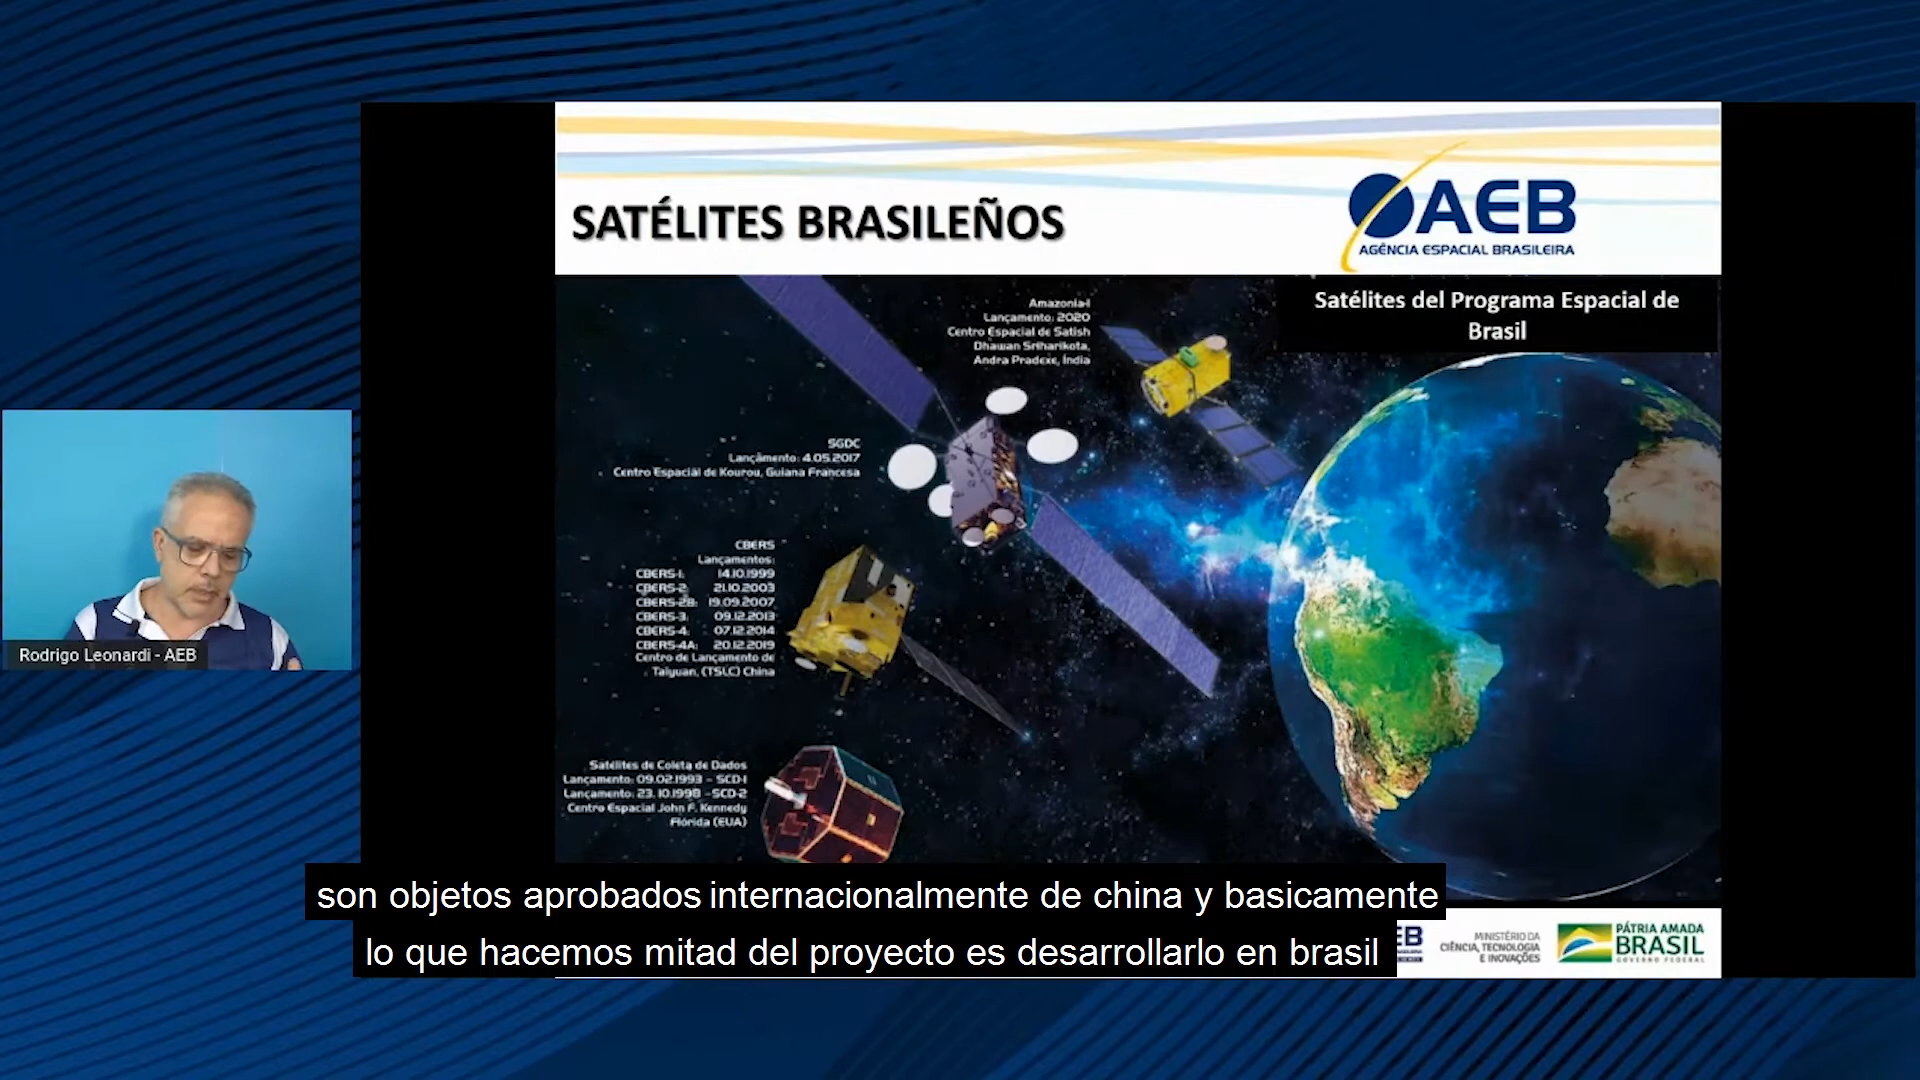 SATÉLITES BRASILEÑOS
AEB
AGÊNCIA ESPACIAL BRASILEIRA
Satélites del Programa Espacial de
Brasil
Amazonia-1
Lançamento: 2020
Centro Espacial de Satish
Dhawan Sriharikota,
Andra Pradexe, Índia
SGDC
Lançamento: 4.05.2017
Centro Espacial de Kourou, Guiana Francesa
CBERS
Lançamentos:
CBERS-1: 14.10.1999
CBERS-2: 21.10.2003
CBERS-2B: 19.09.2007
CBERS-3: 09.12.2013
CBERS-4: 07.12.2014
CBERS-4A: 20.12.2019
Centro de Lançamento de
Taiyuan, (TSLC) China
Rodrigo Leonardi - AEB
Satélites de Coleta de Dados
Lançamento: 09.02.1993 - SCD-1
Lançamento: 23.10.1998 - SCD-2
Centro Espacial John F. Kennedy
Flórida (EUA)
son objetos aprobados internacionalmente de china y basicamente
lo que hacemos mitad del proyecto es desarrollarlo en brasil
EB
MINISTÉRIO DA
CIÊNCIA, TECNOLOGIA
E INOVAÇÕES
PÁTRIA AMADA
BRASIL
GOVERNO FEDERAL